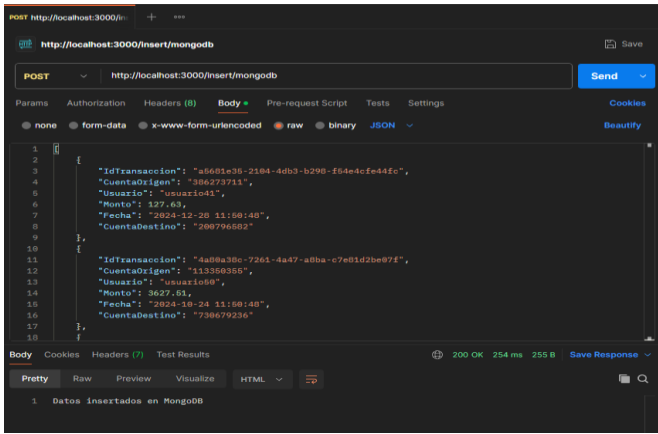 POST http://localhost:3000/in
http://localhost:3000/insert/mongodb
Save
POST http://localhost:3000/insert/mongodb
Send
Params Authorization Headers (8) Body Pre-request Script Tests Settings
Cookies
none form-data x-www-form-urlencoded raw binary JSON
Beautify
1 [
2 {
3 "IdTransaccion": "a5681e35-2104-4db3-b298-f54e4cfe44fc",
4 "CuentaOrigen": "386273711",
5 "Usuario": "usuario41",
6 "Monto": 127.63,
7 "Fecha": "2024-12-28 11:50:48",
8 "CuentaDestino": "200796582"
9 },
10 {
11 "IdTransaccion": "4a80a38c-7261-4a47-a8ba-c7e81d2be07f",
12 "CuentaOrigen": "113350355",
13 "Usuario": "usuario50",
14 "Monto": 3627.51,
15 "Fecha": "2024-10-24 11:50:48",
16 "CuentaDestino": "730679236"
17 },
18 {
Body Cookies Headers (7) Test Results
200 OK 254 ms 255 B Save Response
Pretty Raw Preview Visualize HTML
1 Datos insertados en MongoDB